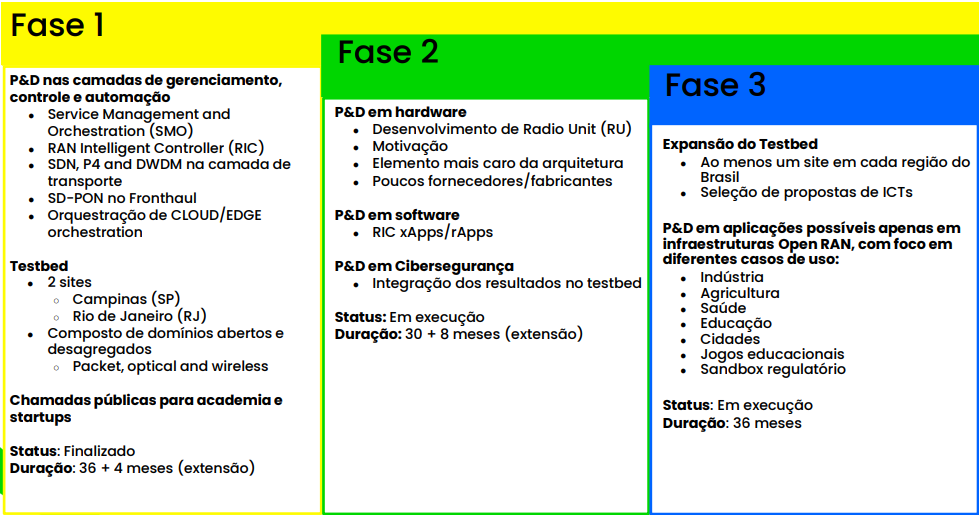 Fase 1
P&D nas camadas de gerenciamento,
controle e automação
• Service Management and
Orchestration (SMO)
• RAN Intelligent Controller (RIC)
• SDN, P4 and DWDM na camada de
transporte
• SD-PON no Fronthaul
• Orquestração de CLOUD/EDGE
orchestration
Testbed
• 2 sites:
○ Campinas (SP)
○ Rio de Janeiro (RJ)
• Composto de domínios abertos e
desagregados
○ Packet, optical and wireless
Chamadas públicas para academia e
startups
Status: Finalizado
Duração: 36 + 4 meses (extensão)
Fase 2
P&D em hardware
• Desenvolvimento de Radio Unit (RU)
• Motivação
• Elemento mais caro da arquitetura
• Poucos fornecedores/fabricantes
P&D em software
• RIC xApps/rApps
P&D em Cibersegurança
• Integração dos resultados no testbed
Status: Em execução
Duração: 30 + 8 meses (extensão)
Fase 3
Expansão do Testbed
• Ao menos um site em cada região do
Brasil
• Seleção de propostas de ICTs
P&D em aplicações possíveis apenas em
infraestruturas Open RAN, com foco em
diferentes casos de uso:
• Indústria
• Agricultura
• Saúde
• Educação
• Cidades
• Jogos educacionais
• Sandbox regulatório
Status: Em execução
Duração: 36 meses